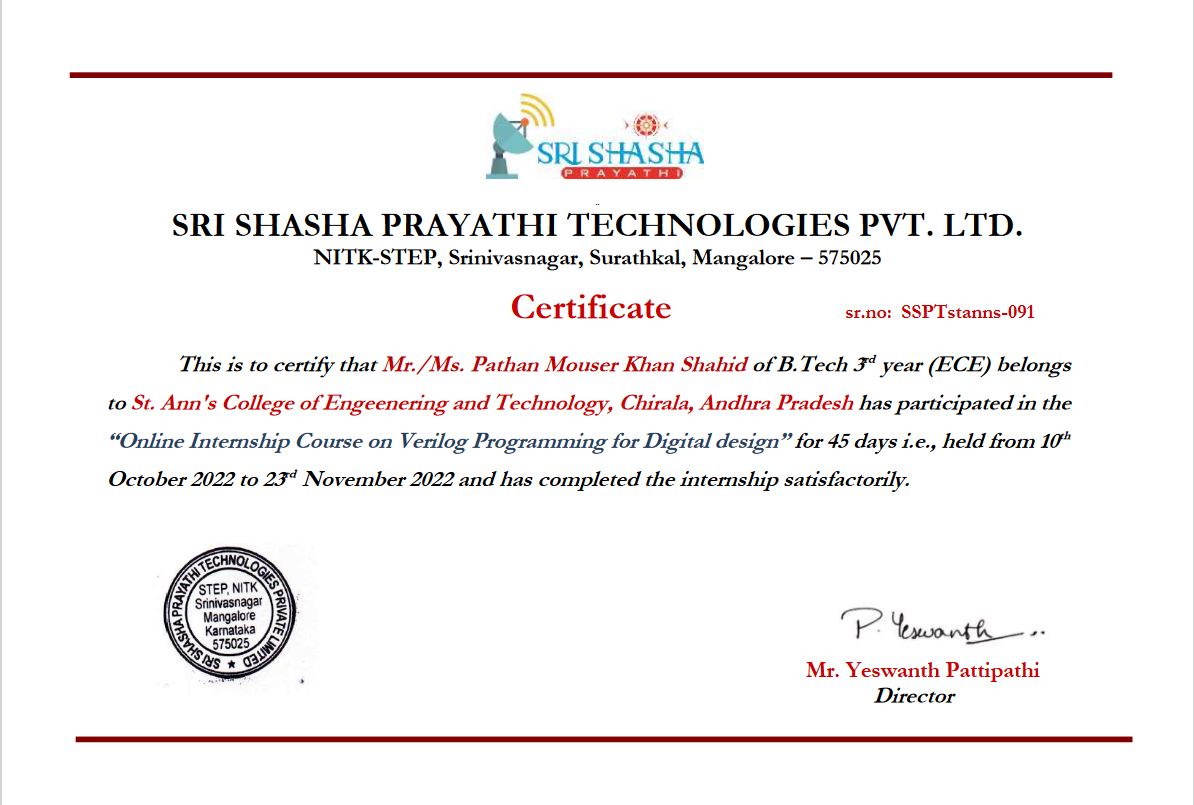 SRI SHASHA
PRAYATHI
SRI SHASHA PRAYATHI TECHNOLOGIES PVT. LTD.
NITK-STEP, Srinivasnagar, Surathkal, Mangalore – 575025
Certificate
sr.no: SSPTstanns-091
This is to certify that Mr./Ms. Pathan Mouser Khan Shahid of B.Tech 3rd year (ECE) belongs
to St. Ann's College of Engeenering and Technology, Chirala, Andhra Pradesh has participated in the
“Online Internship Course on Verilog Programming for Digital design” for 45 days i.e., held from 10th
October 2022 to 23rd November 2022 and has completed the internship satisfactorily.
SRI SHASHA PRAYATHI TECHNOLOGIES PRIVATE LIMITED ★
STEP, NITK
Srinivasnagar
Mangalore
Karnataka
575025
P. Yeswanth
Mr. Yeswanth Pattipathi
Director